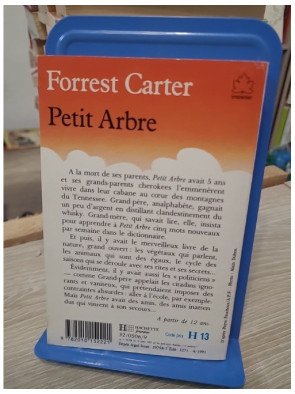 Forrest Carter
Petit Arbre
A la mort de ses parents, Petit Arbre avait 5 ans
et ses grands-parents cherokees l'emmenèrent
vivre dans leur cabane au cœur des montagnes
du Tennessee. Grand-père, analphabète, gagnait
un peu d'argent en distillant clandestinement du
whisky. Grand-mère, qui savait lire, elle, insista
pour apprendre à Petit Arbre cinq mots nouveaux
par semaine dans le dictionnaire.
Et puis, il y avait le merveilleux livre de la
nature, grand ouvert : les végétaux qui parlent,
les animaux qui sont des égaux, le cycle des
saisons qui se déroule avec ses rites et ses secrets...
Évidemment, il y avait aussi les « politiciens »
— comme Grand-père appelait les citadins igno-
rants et vaniteux, qui prétendaient imposer des
contraintes absurdes : aller à l'école, par exemple.
Mais Petit Arbre avait des amis, des amis inatten-
dus qui vinrent à son secours...
A partir de 12 ans.
HACHETTE
Code prix H 13